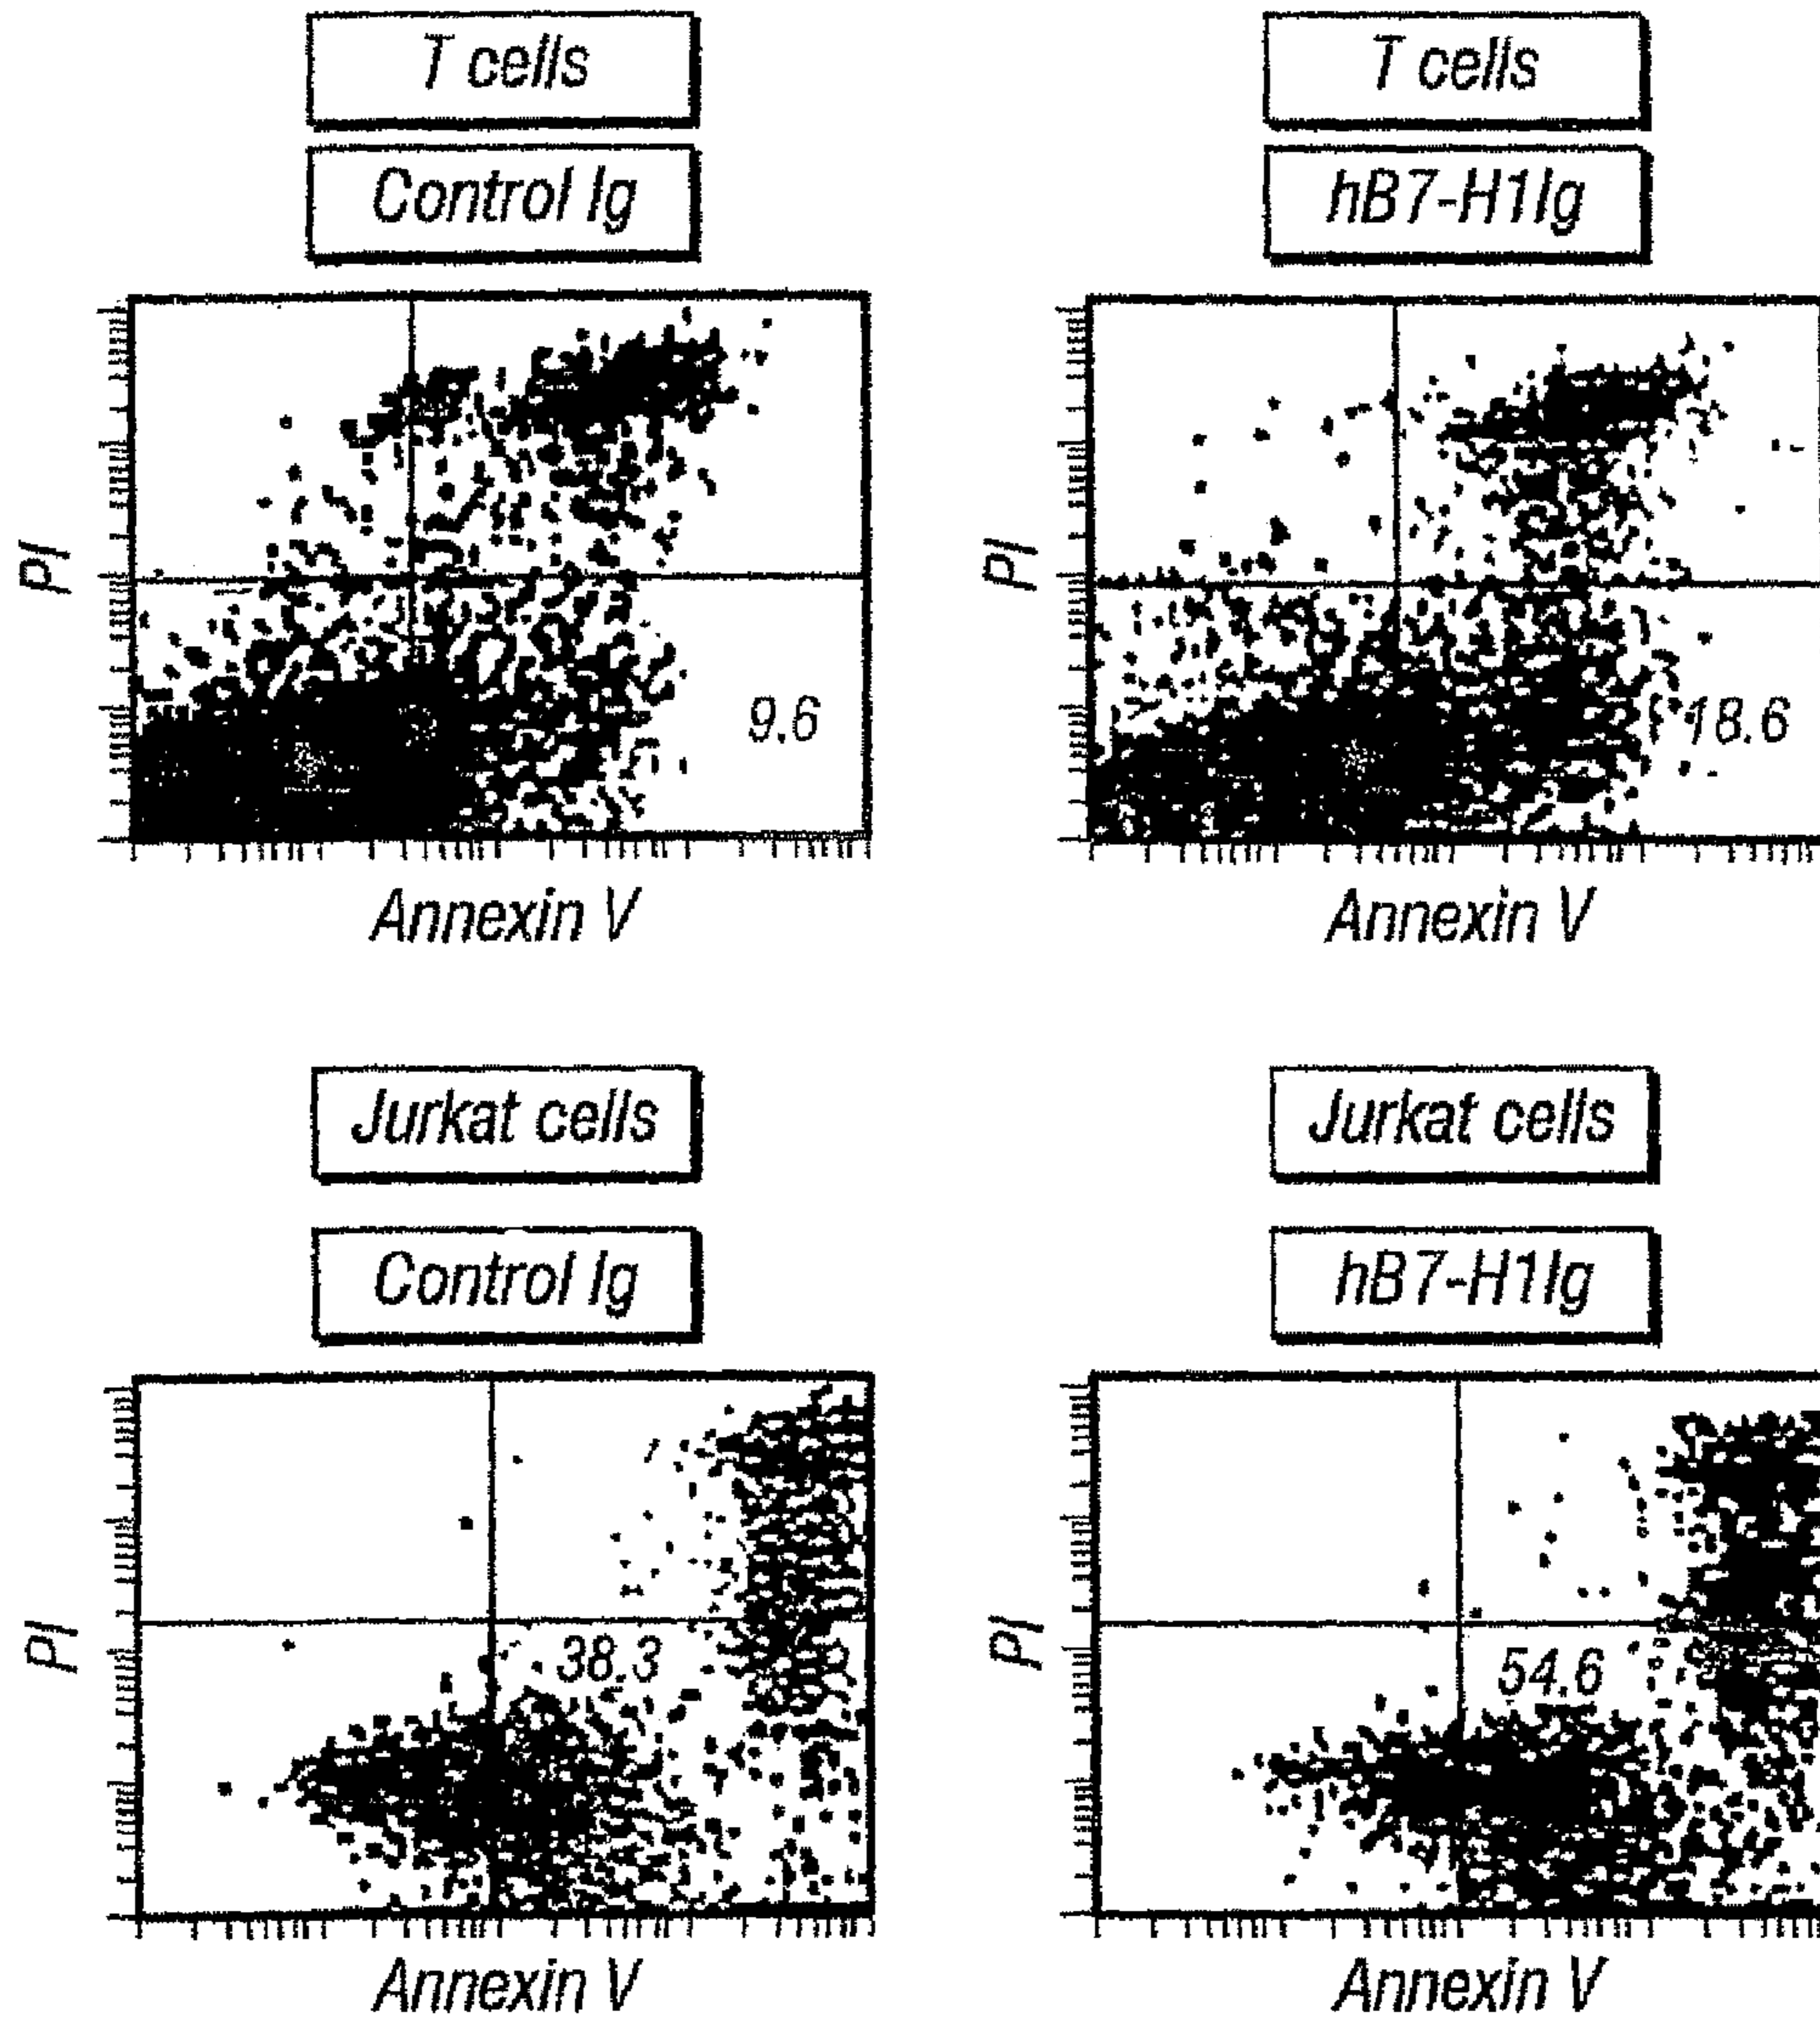 T cells
Control Ig
PI
9.6
Annexin V
T cells
hB7-H1Ig
PI
18.6
Annexin V
Jurkat cells
Control Ig
PI
38.3
Annexin V
Jurkat cells
hB7-H1Ig
PI
54.6
Annexin V